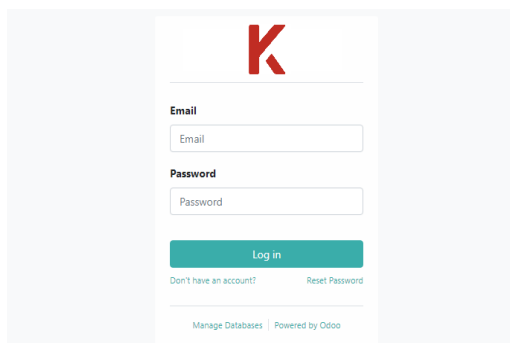 K
Email
Email
Password
Password
Log in
Don't have an account? Reset Password
Manage Databases | Powered by Odoo